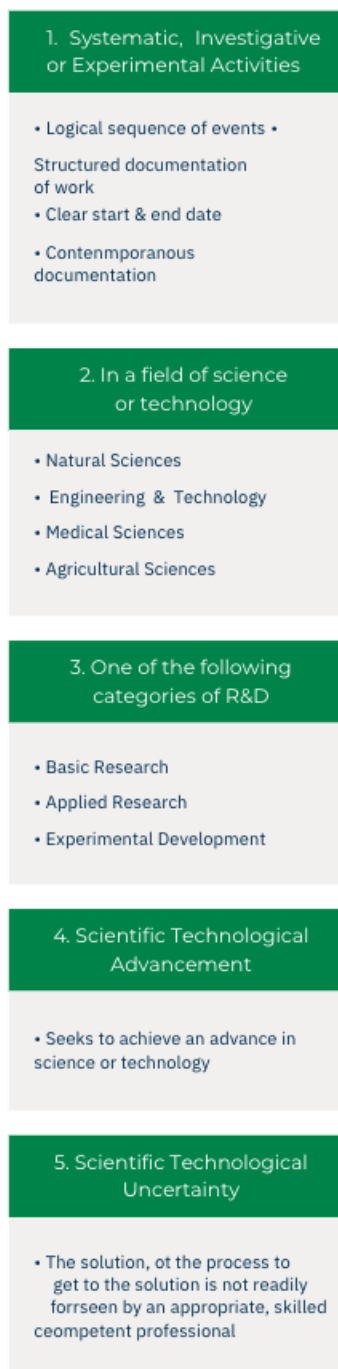 1. Systematic, Investigative
or Experimental Activities
• Logical sequence of events •
Structured documentation
of work
• Clear start & end date
• Contenmporanous
documentation
2. In a field of science
or technology
• Natural Sciences
• Engineering & Technology
• Medical Sciences
• Agricultural Sciences
3. One of the following
categories of R&D
• Basic Research
• Applied Research
• Experimental Development
4. Scientific Technological
Advancement
• Seeks to achieve an advance in
science or technology
5. Scientific Technological
Uncertainty
• The solution, ot the process to
get to the solution is not readily
forrseen by an appropriate, skilled
ceompetent professional